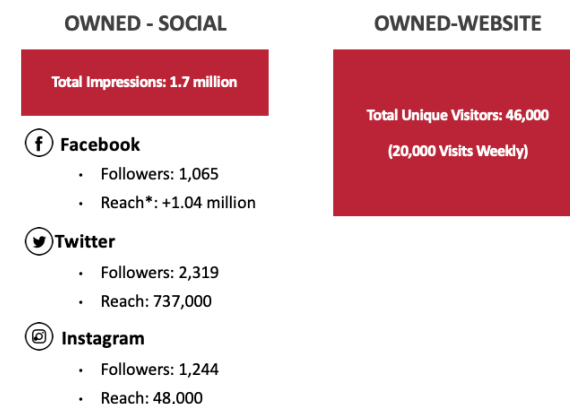 OWNED - SOCIAL
Total Impressions: 1.7 million
Facebook
• Followers: 1,065
• Reach*: +1.04 million
Twitter
• Followers: 2,319
• Reach: 737,000
Instagram
• Followers: 1,244
• Reach: 48,000
OWNED-WEBSITE
Total Unique Visitors: 46,000
(20,000 Visits Weekly)